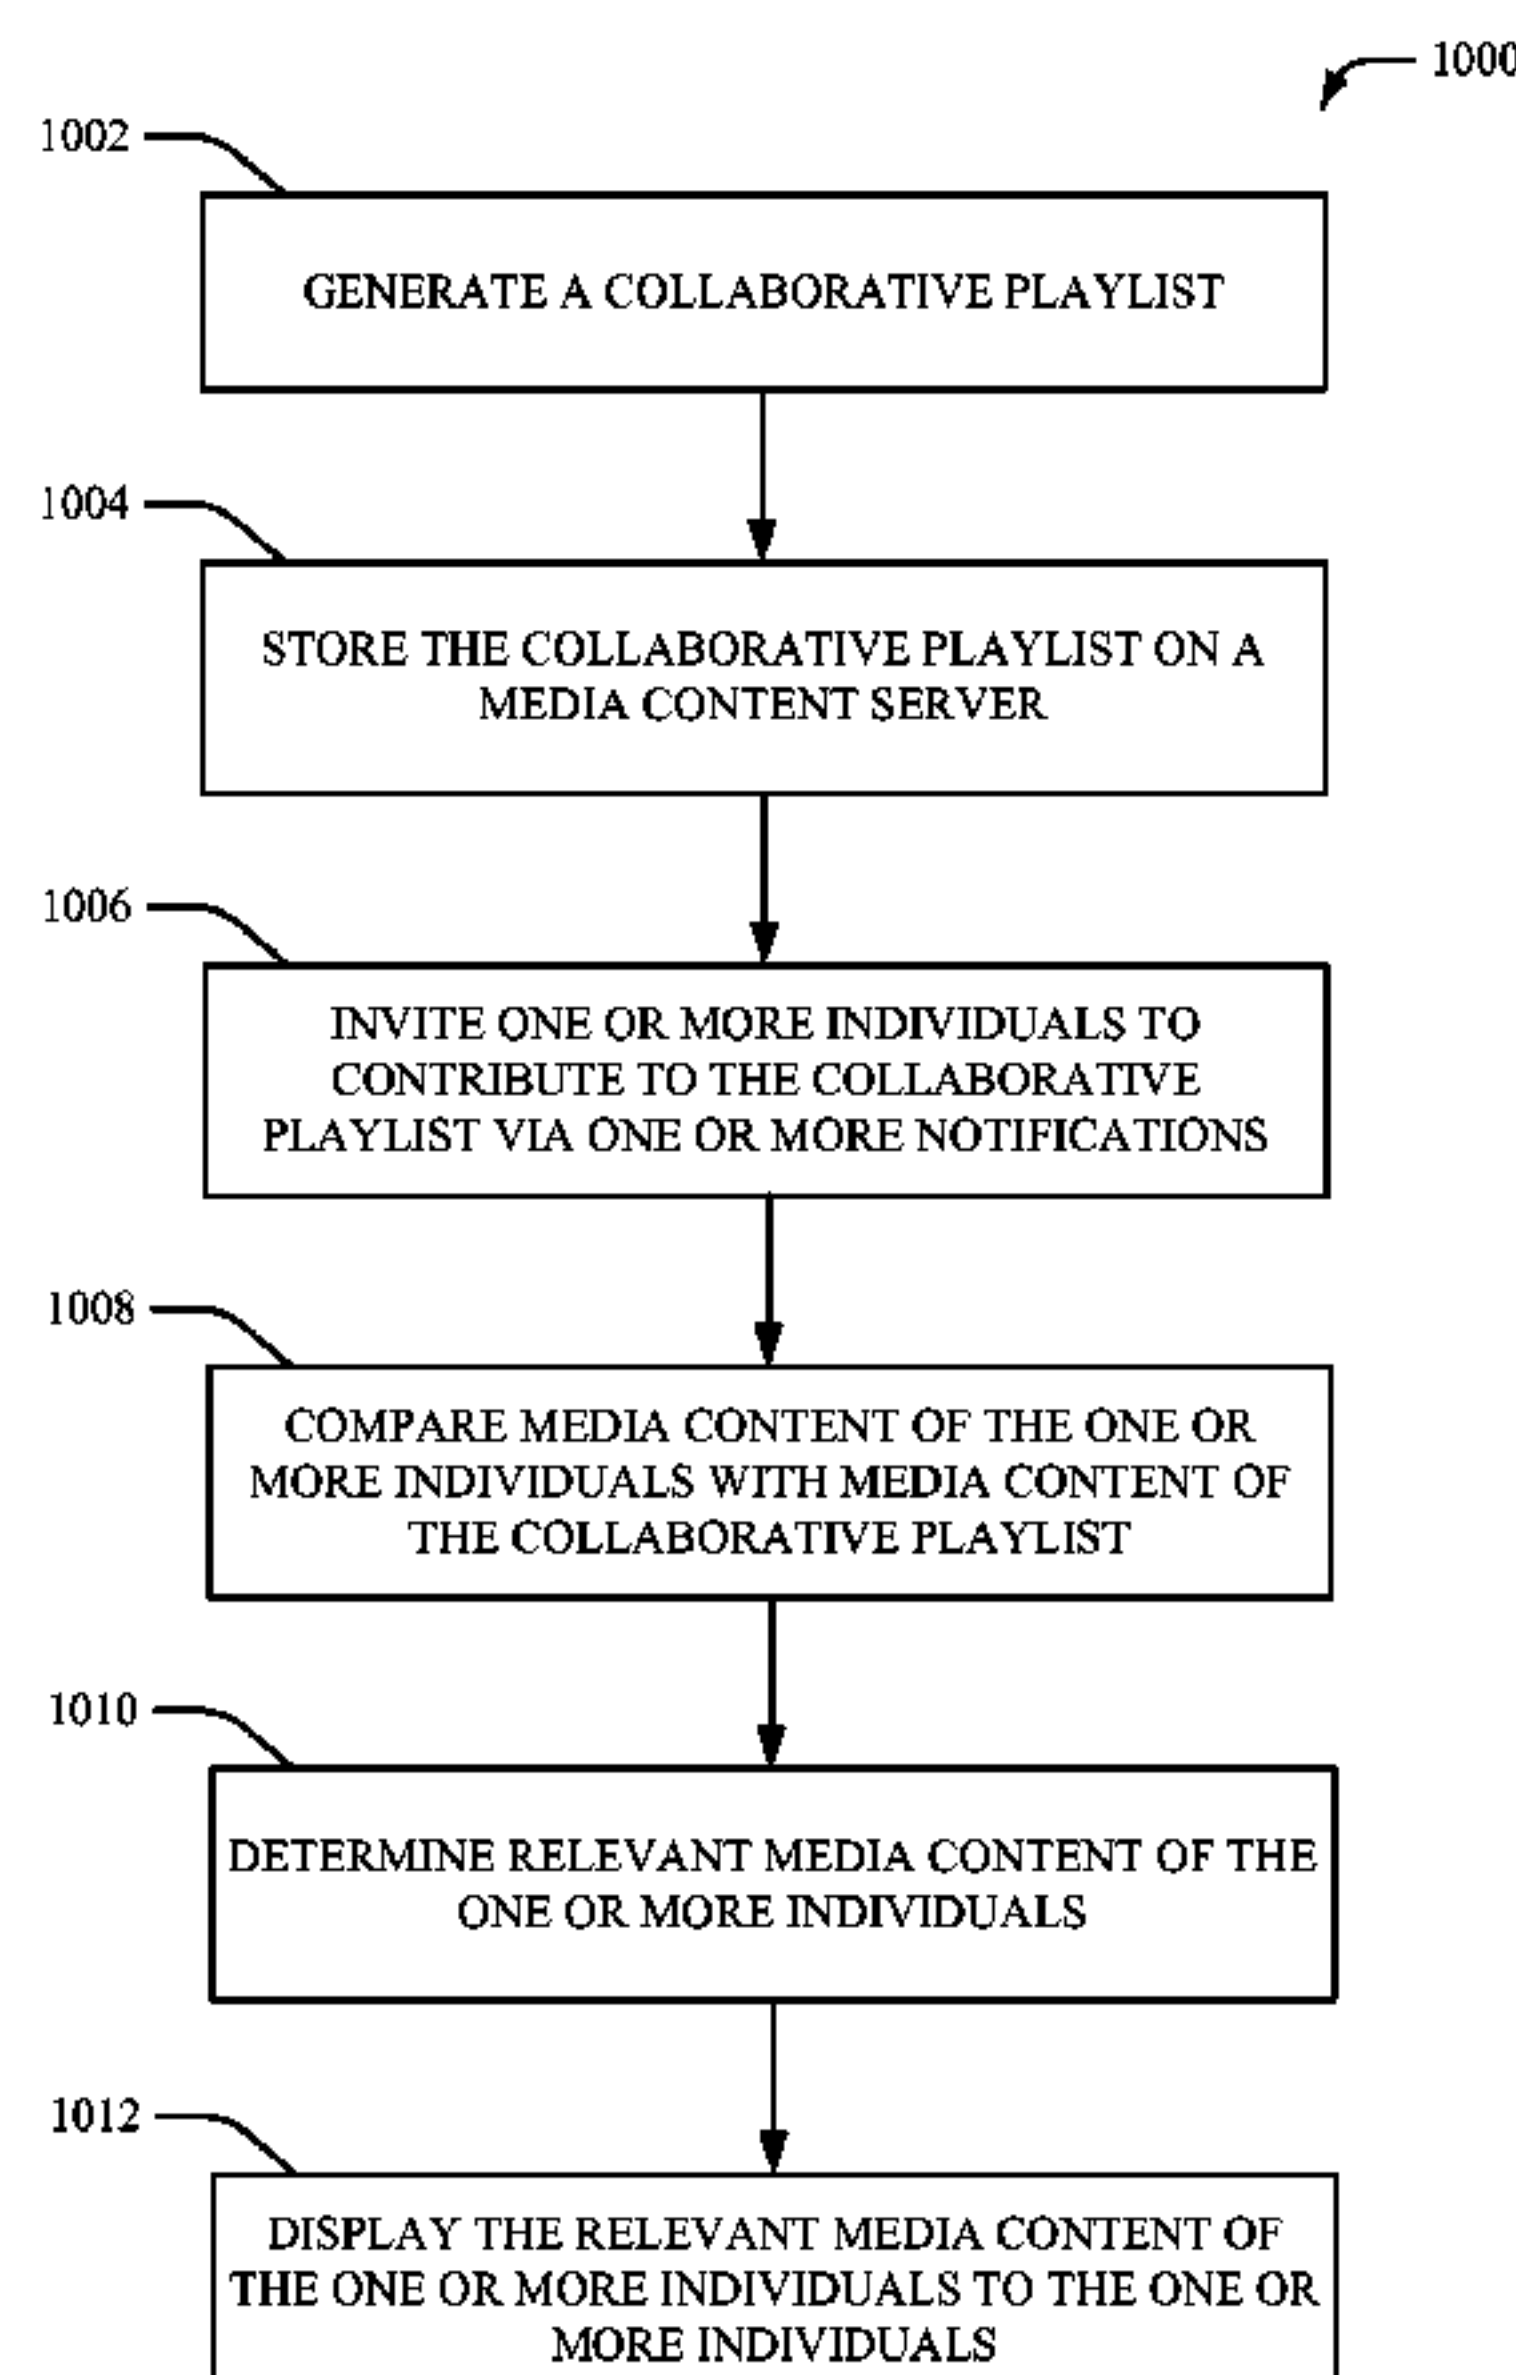 1000
1002
GENERATE A COLLABORATIVE PLAYLIST
1004
STORE THE COLLABORATIVE PLAYLIST ON A
MEDIA CONTENT SERVER
1006
INVITE ONE OR MORE INDIVIDUALS TO
CONTRIBUTE TO THE COLLABORATIVE
PLAYLIST VIA ONE OR MORE NOTIFICATIONS
1008
COMPARE MEDIA CONTENT OF THE ONE OR
MORE INDIVIDUALS WITH MEDIA CONTENT OF
THE COLLABORATIVE PLAYLIST
1010
DETERMINE RELEVANT MEDIA CONTENT OF THE
ONE OR MORE INDIVIDUALS
1012
DISPLAY THE RELEVANT MEDIA CONTENT OF
THE ONE OR MORE INDIVIDUALS TO THE ONE OR
MORE INDIVIDUALS